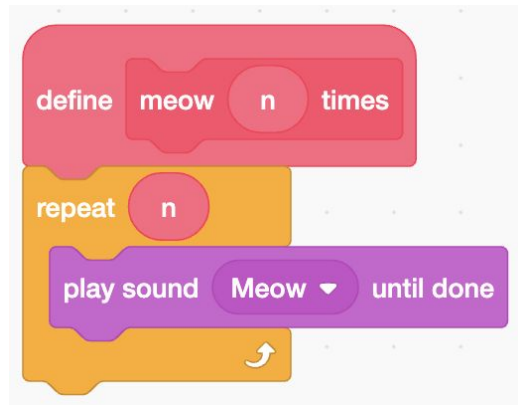 define meow n times
repeat n
play sound Meow until done